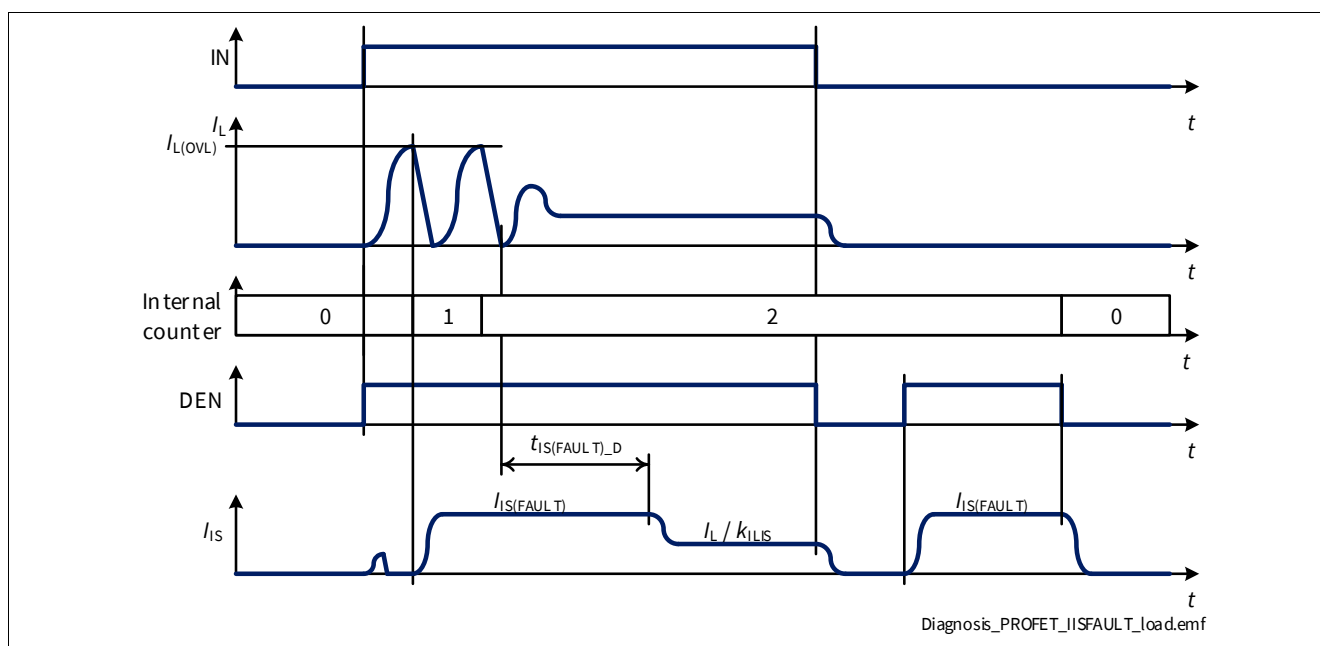 IN
t
I_L
I_L(OVL)
t
Internal
counter
0 1 2 0
t
DEN
t
t_IS(FAULT)_D
I_IS(FAULT) I_IS(FAULT)
I_IS
I_L / k_ILIS
t
Diagnosis_PROFET_IISFAULT_load.emf